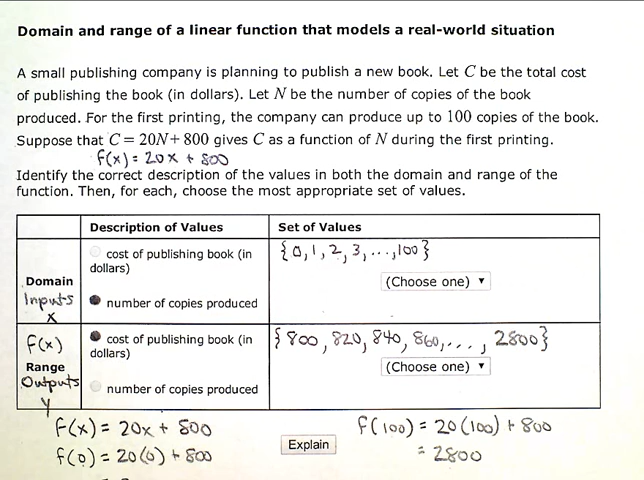 Domain and range of a linear function that models a real-world situation
A small publishing company is planning to publish a new book. Let C be the total cost
of publishing the book (in dollars). Let N be the number of copies of the book
produced. For the first printing, the company can produce up to 100 copies of the book.
Suppose that C = 20N+ 800 gives C as a function of N during the first printing.
f(x) = 20x + 800
Identify the correct description of the values in both the domain and range of the
function. Then, for each, choose the most appropriate set of values.
Description of Values Set of Values
Domain
Inputs
x
cost of publishing book (in
dollars)
number of copies produced
{0,1,2,3,...,100}
(Choose one)
f(x)
Range
Outputs
y
cost of publishing book (in
dollars)
number of copies produced
{800, 820, 840, 860,..., 2800}
(Choose one)
f(x) = 20x + 800
f(0) = 20(0) + 800
Explain
f(100) = 20(100) + 800
= 2800